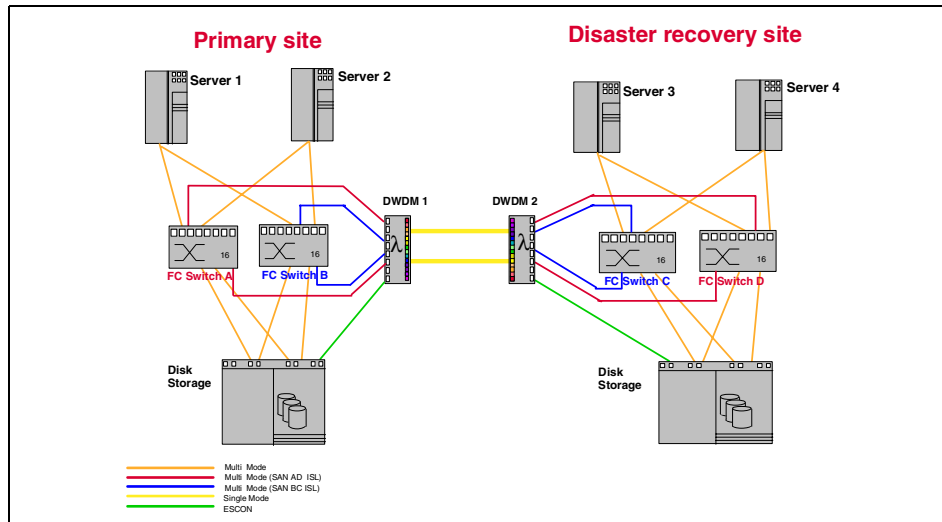 Primary site
Disaster recovery site
Server 1
Server 2
Server 3
Server 4
DWDM 1
DWDM 2
λ
λ
16
16
16
16
FC Switch A
FC Switch B
FC Switch C
FC Switch D
Disk
Storage
Disk
Storage
Multi Mode
Multi Mode (SAN AD ISL)
Multi Mode (SAN BC ISL)
Single Mode
ESCON